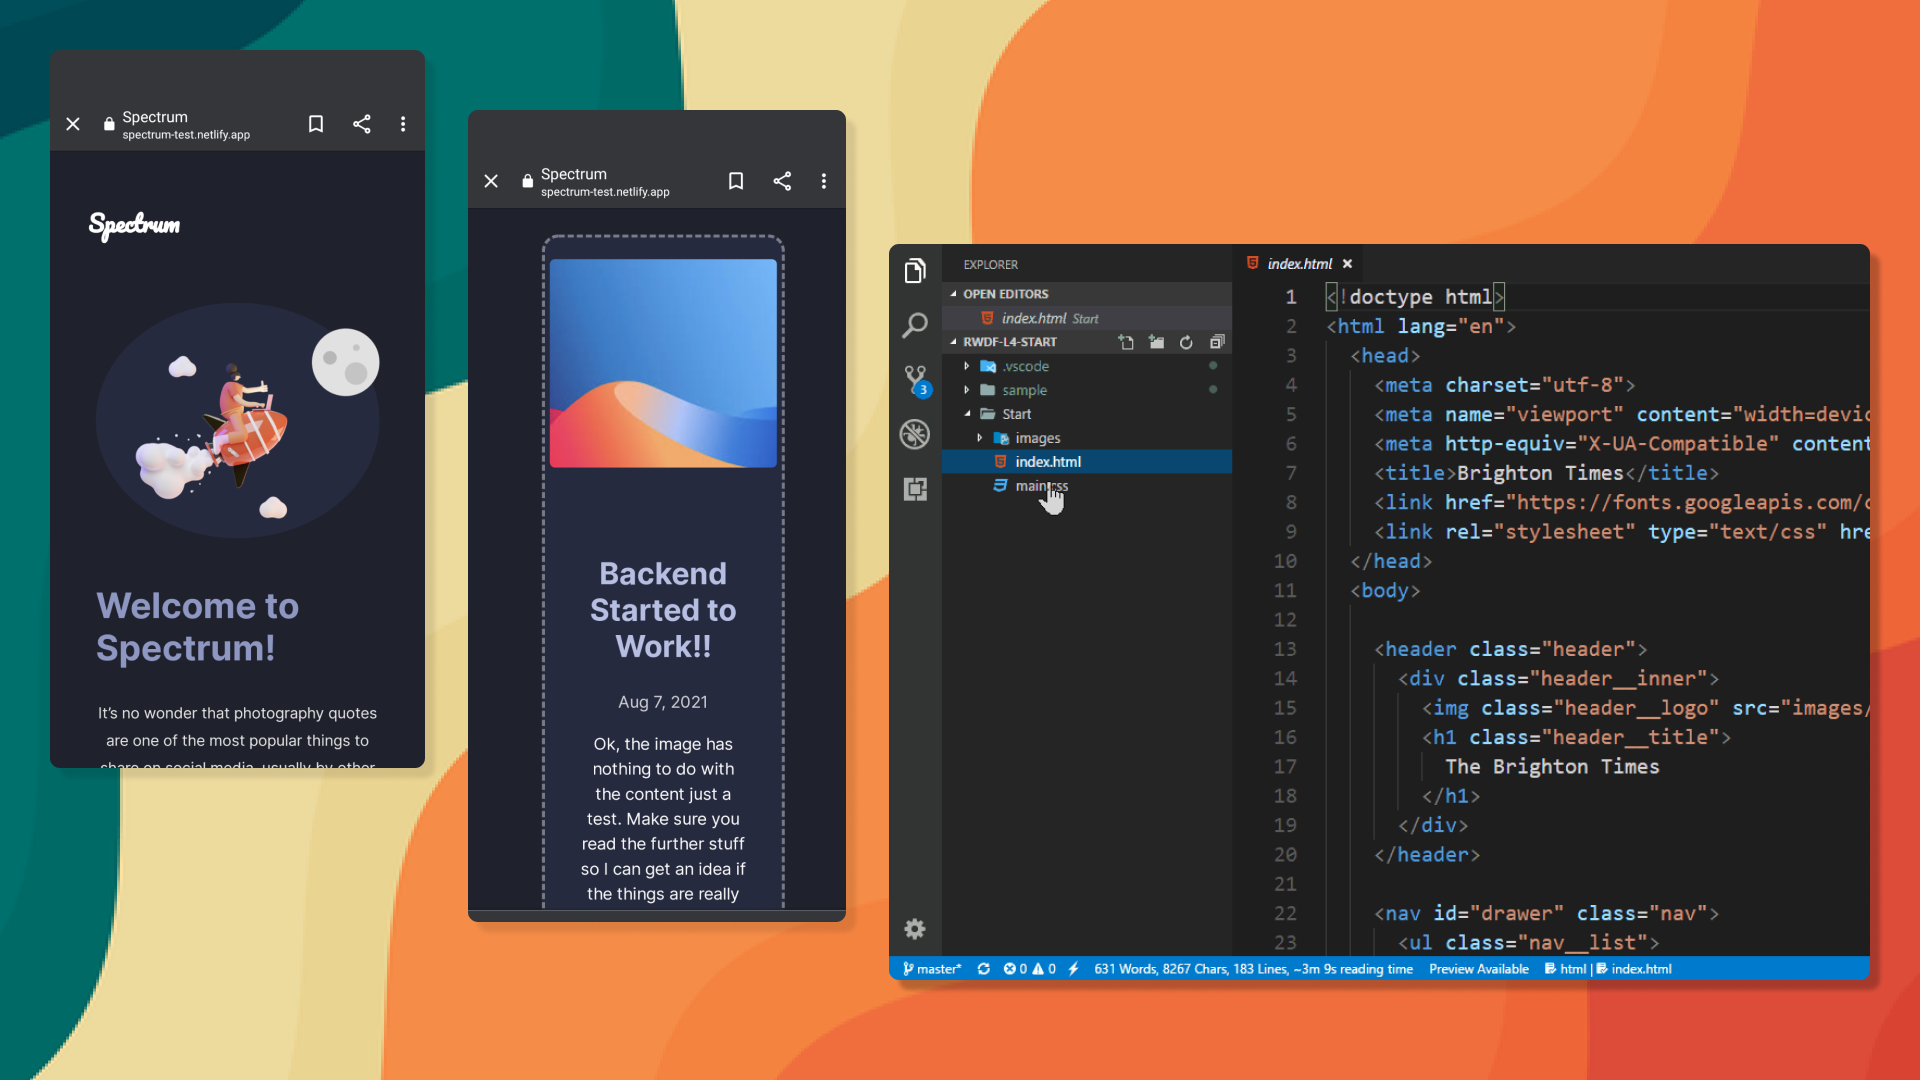 Spectrum
spectrum-test.netlify.app
Spectrum
Welcome to
Spectrum!
It's no wonder that photography quotes
are one of the most popular things to
share on social media, usually by other
Spectrum
spectrum-test.netlify.app
Backend
Started to
Work!!
Aug 7, 2021
Ok, the image has
nothing to do with
the content just a
test. Make sure you
read the further stuff
so I can get an idea if
the things are really
EXPLORER
OPEN EDITORS
index.html Start
RWDF-L4-START
.vscode
sample
Start
images
index.html
main.css
3
index.html
1 <!doctype html>
2 <html lang="en">
3 <head>
4 <meta charset="utf-8">
5 <meta name="viewport" content="width=devic
6 <meta http-equiv="X-UA-Compatible" content
7 <title>Brighton Times</title>
8 <link href="https://fonts.googleapis.com/c
9 <link rel="stylesheet" type="text/css" hre
10 </head>
11 <body>
12
13 <header class="header">
14 <div class="header__inner">
15 <img class="header__logo" src="images/
16 <h1 class="header__title">
17 The Brighton Times
18 </h1>
19 </div>
20 </header>
21
22 <nav id="drawer" class="nav">
23 <ul class="nav__list">
master* 0 0 631 Words, 8267 Chars, 183 Lines, ~3m 9s reading time Preview Available html | index.html